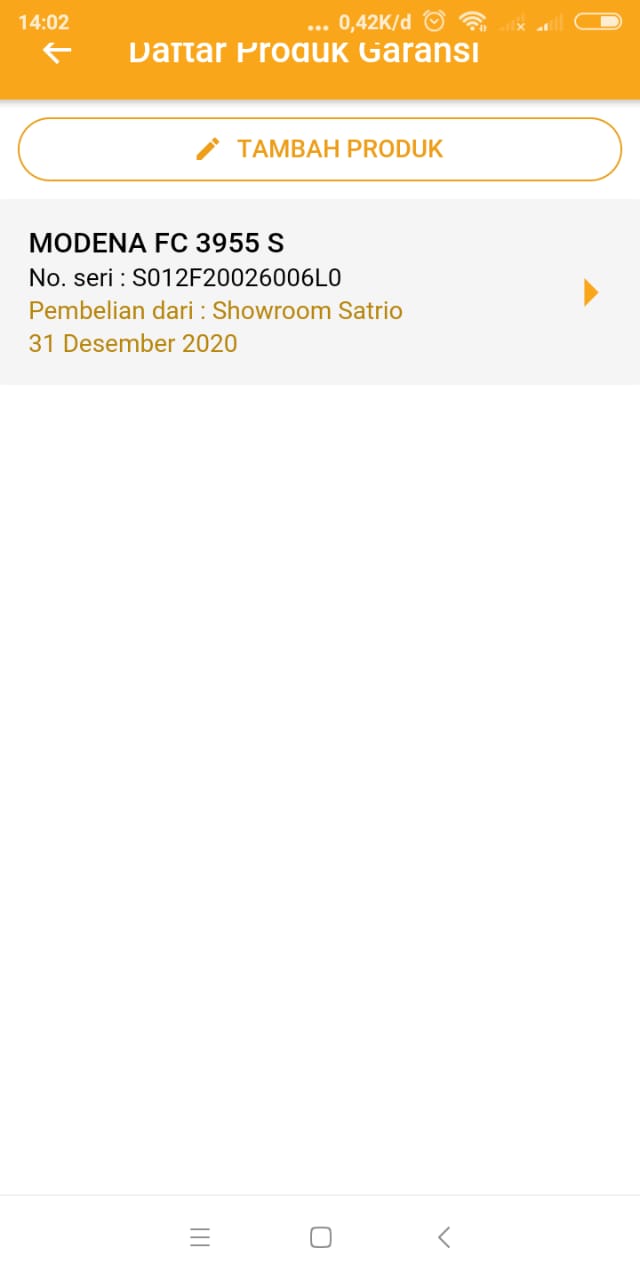 14:02
... 0,42K/d
Daftar Produk Garansi
TAMBAH PRODUK
MODENA FC 3955 S
No. seri : S012F20026006L0
Pembelian dari : Showroom Satrio
31 Desember 2020